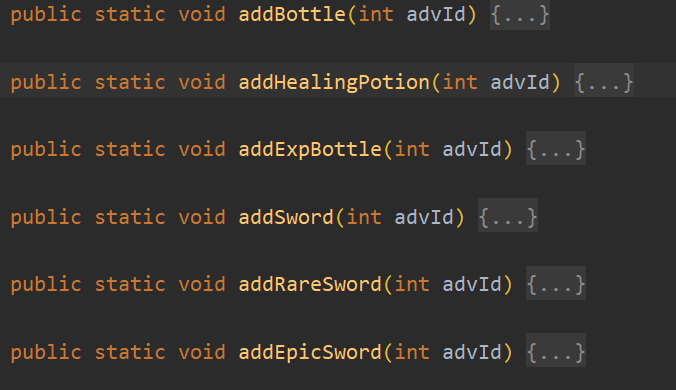 public static void addBottle(int advId) {...}
public static void addHealingPotion(int advId) {...}
public static void addExpBottle(int advId) {...}
public static void addSword(int advId) {...}
public static void addRareSword(int advId) {...}
public static void addEpicSword(int advId) {...}